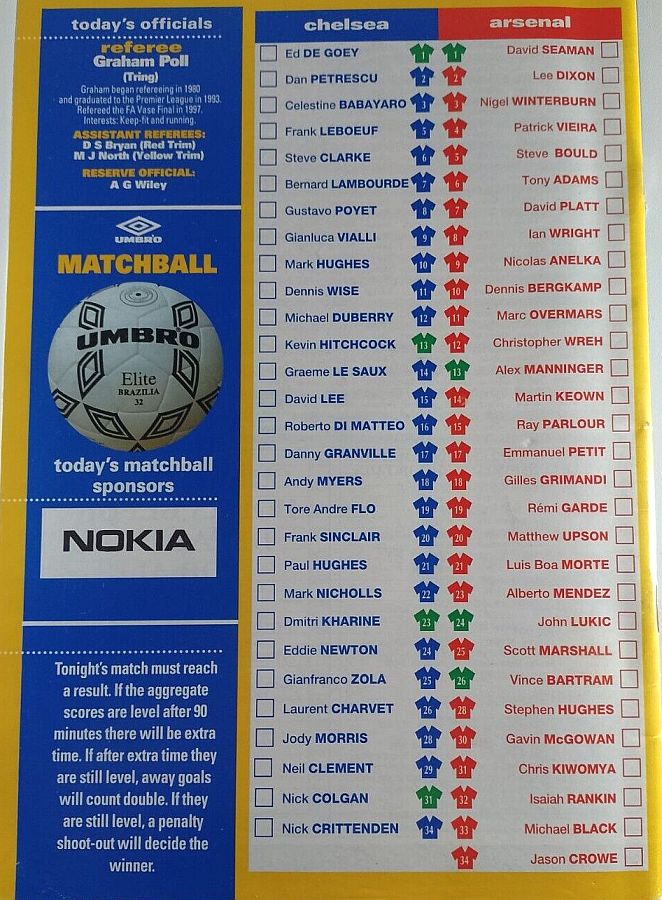 today's officials
referee
Graham Poll
(Tring)
Graham began refereeing in 1980
and graduated to the Premier League in 1993.
Refereed the FA Vase Final in 1997.
Interests: Keep-fit and running.
ASSISTANT REFEREES:
D S Bryan (Red Trim)
M J North (Yellow Trim)
RESERVE OFFICIAL:
A G Wiley
UMBRO
MATCHBALL
UMBRO
Elite
BRAZILIA
32
today's matchball
sponsors
NOKIA
Tonight's match must reach
a result. If the aggregate
scores are level after 90
minutes there will be extra
time. If after extra time they
are still level, away goals
will count double. If they
are still level, a penalty
shoot-out will decide the
winner.
chelsea arsenal
Ed DE GOEY 1 1 David SEAMAN
Dan PETRESCU 2 2 Lee DIXON
Celestine BABAYARO 3 3 Nigel WINTERBURN
Frank LEBOEUF 5 4 Patrick VIEIRA
Steve CLARKE 6 5 Steve BOULD
Bernard LAMBOURDE 7 6 Tony ADAMS
Gustavo POYET 8 7 David PLATT
Gianluca VIALLI 9 8 Ian WRIGHT
Mark HUGHES 10 9 Nicolas ANELKA
Dennis WISE 11 10 Dennis BERGKAMP
Michael DUBERRY 12 11 Marc OVERMARS
Kevin HITCHCOCK 13 12 Christopher WREH
Graeme LE SAUX 14 13 Alex MANNINGER
David LEE 15 14 Martin KEOWN
Roberto DI MATTEO 16 15 Ray PARLOUR
Danny GRANVILLE 17 17 Emmanuel PETIT
Andy MYERS 18 18 Gilles GRIMANDI
Tore Andre FLO 19 19 Rémi GARDE
Frank SINCLAIR 20 20 Matthew UPSON
Paul HUGHES 21 21 Luis Boa MORTE
Mark NICHOLLS 22 23 Alberto MENDEZ
Dmitri KHARINE 23 24 John LUKIC
Eddie NEWTON 24 25 Scott MARSHALL
Gianfranco ZOLA 25 26 Vince BARTRAM
Laurent CHARVET 26 28 Stephen HUGHES
Jody MORRIS 28 30 Gavin McGOWAN
Neil CLEMENT 29 31 Chris KIWOMYA
Nick COLGAN 31 32 Isaiah RANKIN
Nick CRITTENDEN 34 33 Michael BLACK
34 Jason CROWE